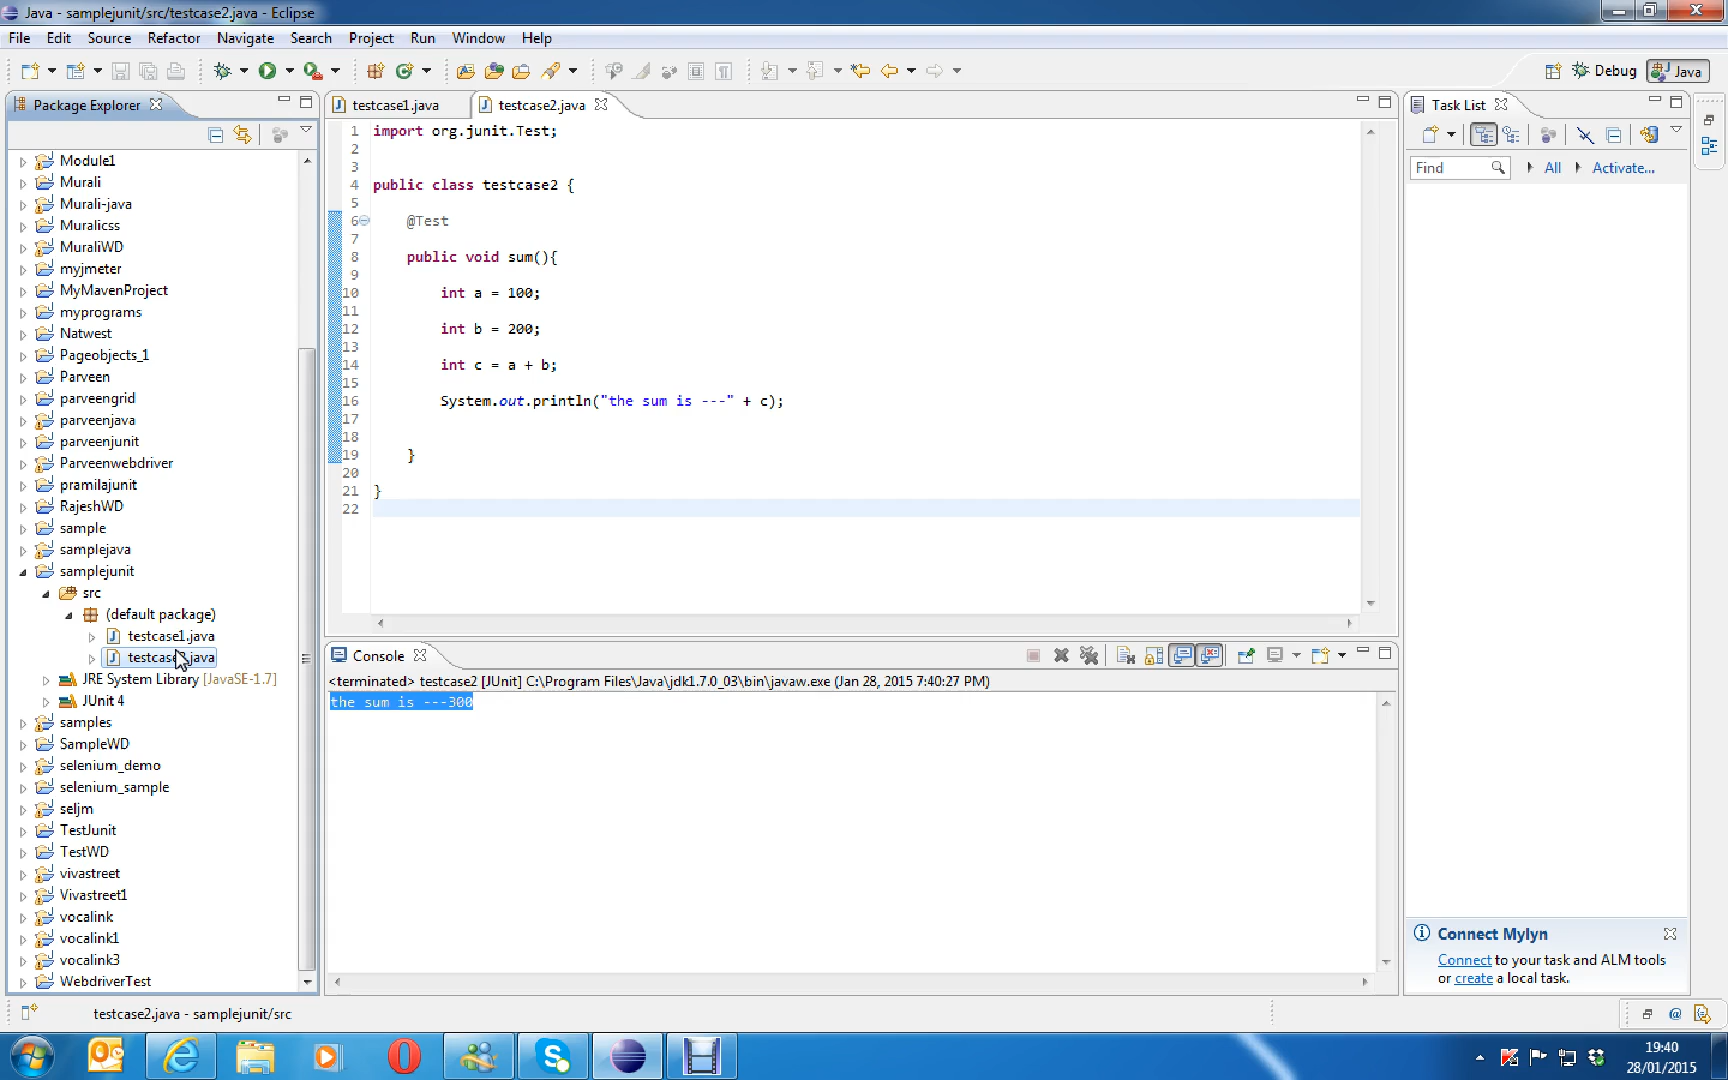 Java - samplejunit/src/testcase2.java - Eclipse
File Edit Source Refactor Navigate Search Project Run Window Help
Debug Java
Package Explorer
Module1
Murali
Murali-java
Muralicss
MuraliWD
myjmeter
MyMavenProject
myprograms
Natwest
Pageobjects_1
Parveen
parveengrid
parveenjava
parveenjunit
Parveenwebdriver
pramilajunit
RajeshWD
sample
samplejava
samplejunit
src
(default package)
testcase1.java
testcase2.java
JRE System Library [JavaSE-1.7]
JUnit 4
samples
SampleWD
selenium_demo
selenium_sample
seljm
TestJunit
TestWD
vivastreet
Vivastreet1
vocalink
vocalink1
vocalink3
WebdriverTest
testcase1.java testcase2.java
1 import org.junit.Test;
2
3
4 public class testcase2 {
5
6 @Test
7
8 public void sum(){
9
10 int a = 100;
11
12 int b = 200;
13
14 int c = a + b;
15
16 System.out.println("the sum is ---" + c);
17
18
19 }
20
21 }
22
Console
<terminated> testcase2 [JUnit] C:\Program Files\Java\jdk1.7.0_03\bin\javaw.exe (Jan 28, 2015 7:40:27 PM)
the sum is ---300
Task List
Find All Activate...
Connect Mylyn
Connect to your task and ALM tools
or create a local task.
testcase2.java - samplejunit/src
19:40
28/01/2015